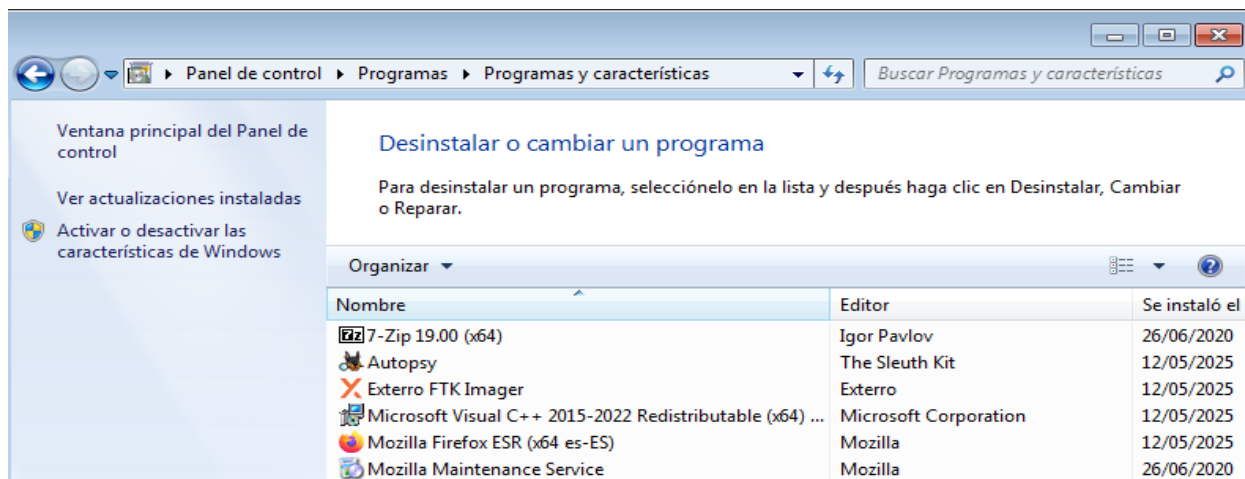 Panel de control Programas Programas y características Buscar Programas y características
Ventana principal del Panel de
control
Ver actualizaciones instaladas
Activar o desactivar las
características de Windows
Desinstalar o cambiar un programa
Para desinstalar un programa, selecciónelo en la lista y después haga clic en Desinstalar, Cambiar
o Reparar.
Organizar
Nombre Editor Se instaló el
7z 7-Zip 19.00 (x64) Igor Pavlov 26/06/2020
Autopsy The Sleuth Kit 12/05/2025
Exterro FTK Imager Exterro 12/05/2025
Microsoft Visual C++ 2015-2022 Redistributable (x64) ... Microsoft Corporation 12/05/2025
Mozilla Firefox ESR (x64 es-ES) Mozilla 12/05/2025
Mozilla Maintenance Service Mozilla 26/06/2020